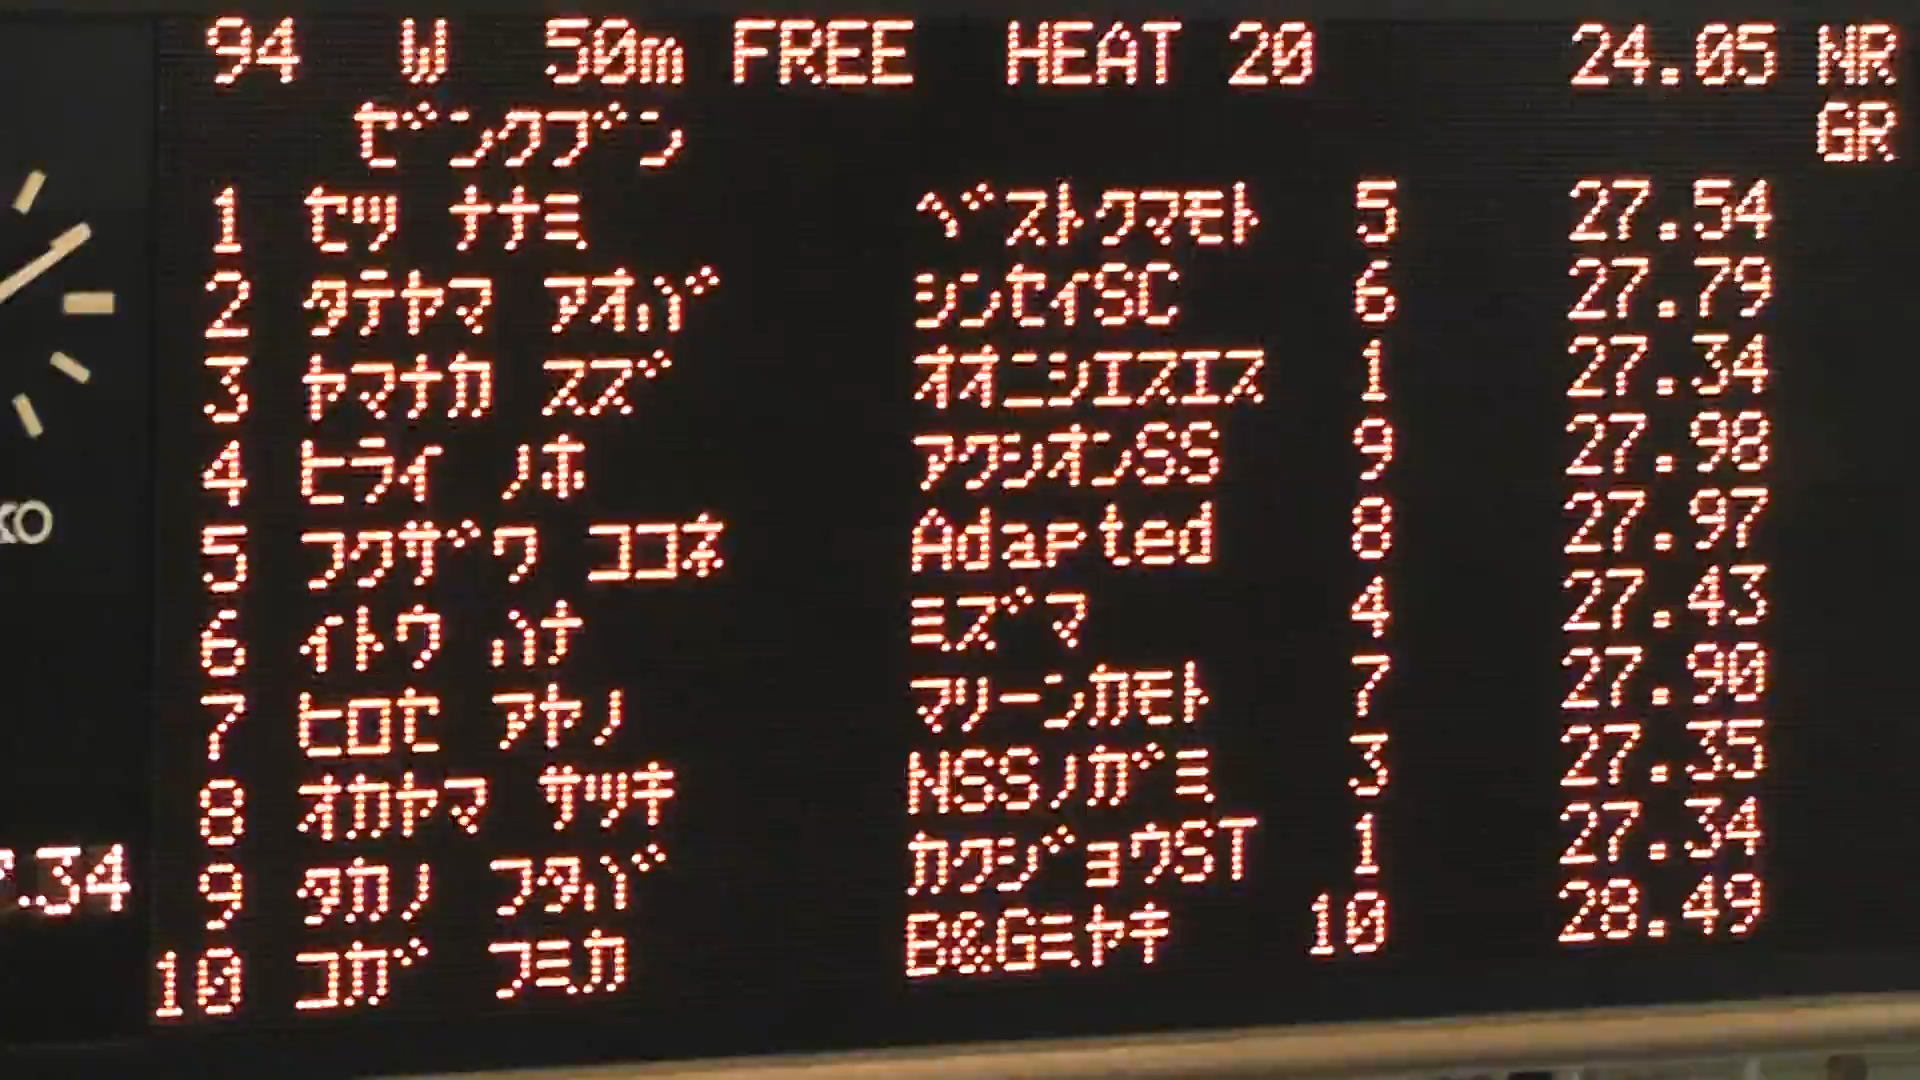 94 W 50m FREE HEAT 20 24.05 NR
ゼンクブン GR
1 セツ ナナミ ベストクマモト 5 27.54
2 タテヤマ アオバ シンセイSC 6 27.79
3 ヤマナカ スズ オオニシエスエス 1 27.34
4 ヒライ ノホ アクシオンSS 9 27.98
5 フクザワ ココネ Adapted 8 27.97
6 イトウ ハナ ミズマ 4 27.43
7 ヒロセ アヤノ マリーンカモト 7 27.90
8 オカヤマ サツキ NSSノガミ 3 27.35
9 タカノ フタバ カクジョウST 1 27.34
10 コガ フミカ B&Gミヤキ 10 28.49
KO
.34